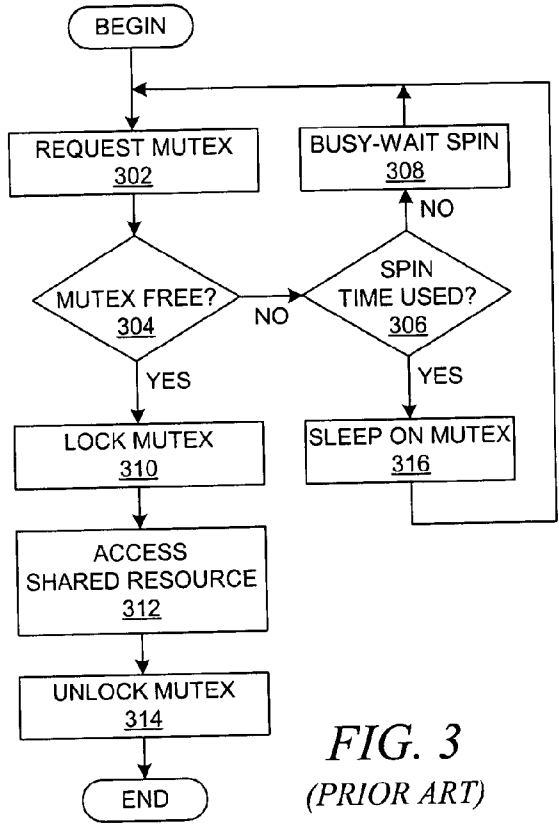 BEGIN
REQUEST MUTEX
302
BUSY-WAIT SPIN
308
NO
MUTEX FREE?
304
NO
SPIN
TIME USED?
306
YES
YES
LOCK MUTEX
310
SLEEP ON MUTEX
316
ACCESS
SHARED RESOURCE
312
UNLOCK MUTEX
314
END
FIG. 3
(PRIOR ART)